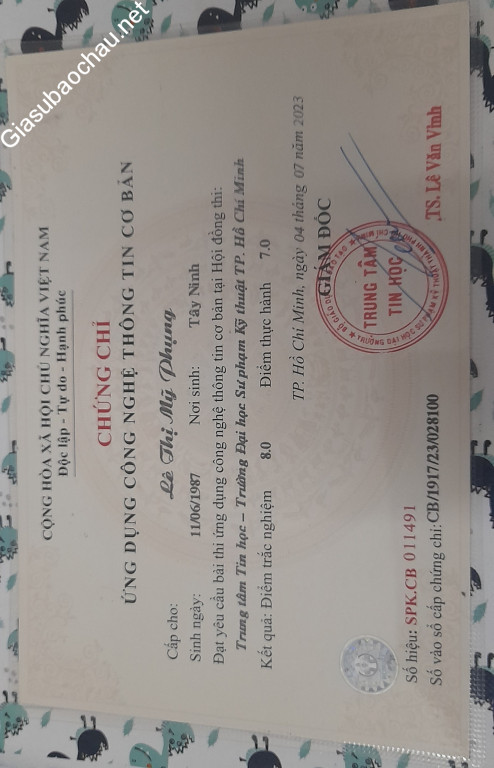 Giasubaochau.net
CỘNG HÒA XÃ HỘI CHỦ NGHĨA VIỆT NAM
Độc lập - Tự do - Hạnh phúc
CHỨNG CHỈ
ỨNG DỤNG CÔNG NGHỆ THÔNG TIN CƠ BẢN
Cấp cho: Lê Thị Mỹ Phụng
Sinh ngày: 11/06/1987 Nơi sinh: Tây Ninh
Đạt yêu cầu bài thi ứng dụng công nghệ thông tin cơ bản tại Hội đồng thi:
Trung tâm Tin học – Trường Đại học Sư phạm Kỹ thuật TP. Hồ Chí Minh
Kết quả: Điểm trắc nghiệm 8.0 Điểm thực hành 7.0
TP. Hồ Chí Minh, ngày 04 tháng 07 năm 2023
GIÁM ĐỐC
TRUNG TÂM
TIN HỌC
TS. Lê Văn Vinh
Số hiệu: SPK.CB 011491
Số vào sổ cấp chứng chỉ: CB/1917/23/028100